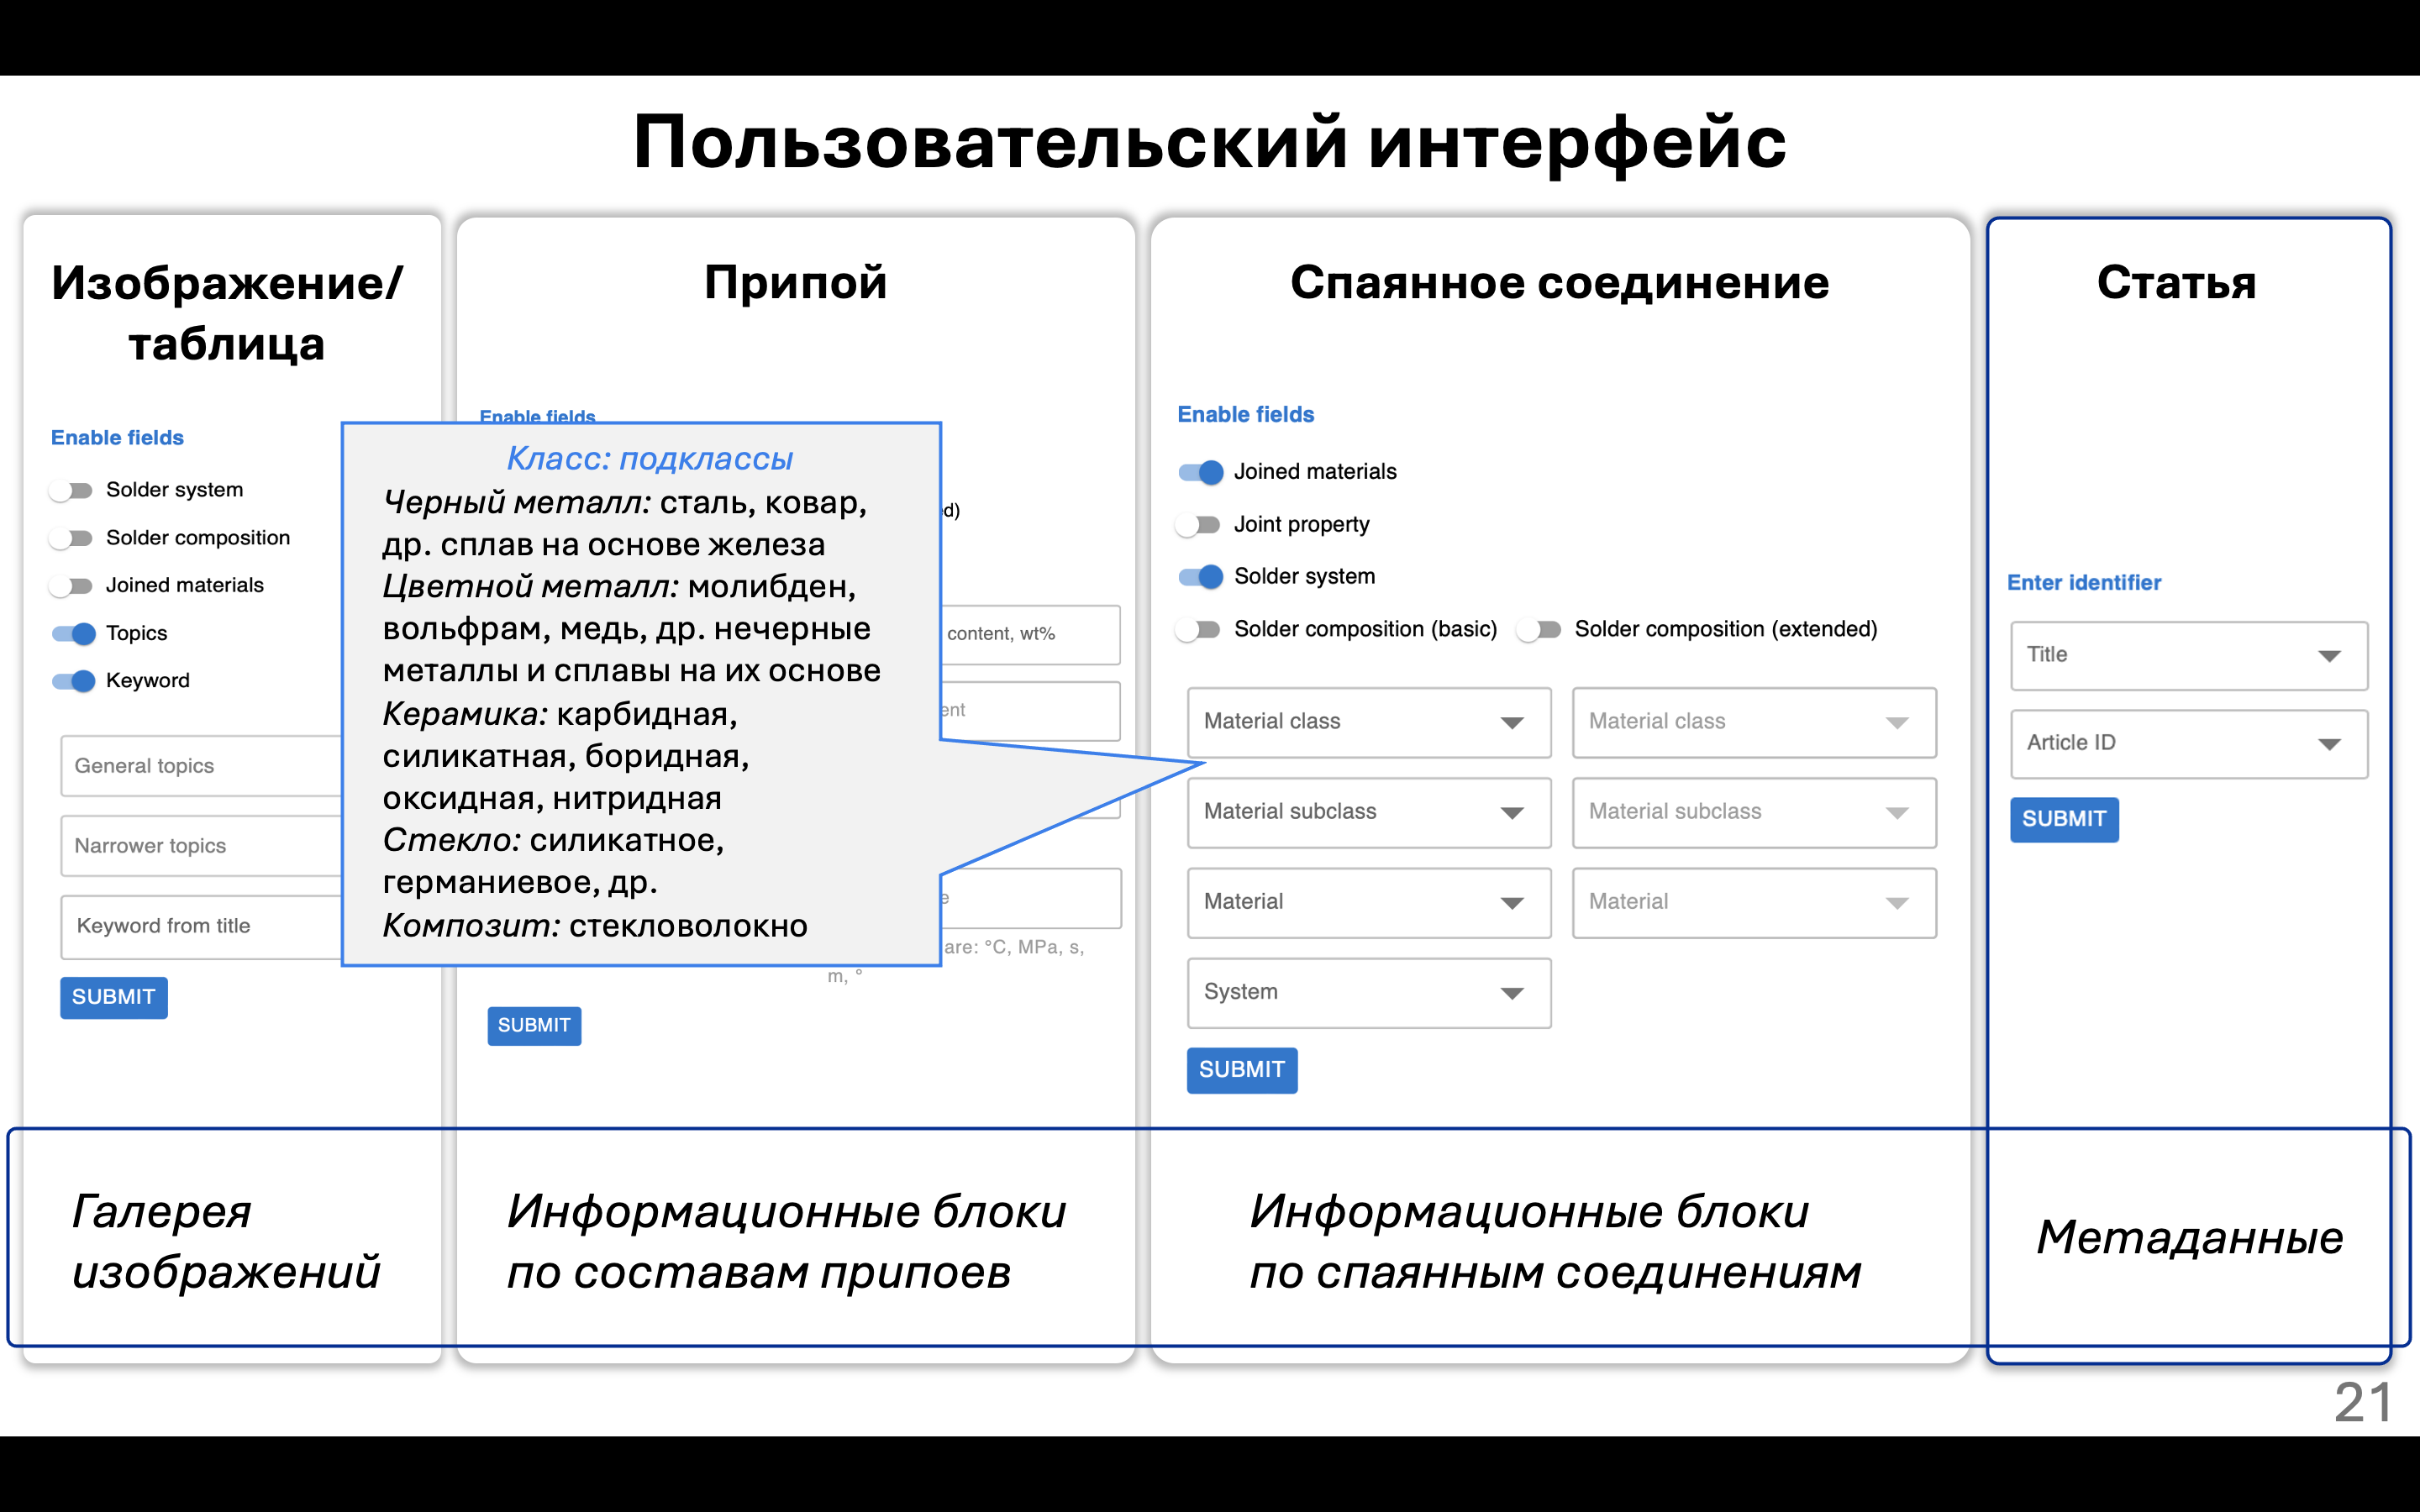 Пользовательский интерфейс
Изображение/
таблица
Enable fields
Solder system
Solder composition
Joined materials
Topics
Keyword
General topics
Narrower topics
Keyword from title
SUBMIT
Галерея
изображений
Припой
Enable fields
content, wt%
are: °C, MPa, s,
m, °
SUBMIT
Информационные блоки
по составам припоев
Класс: подклассы
Черный металл: сталь, ковар,
др. сплав на основе железа
Цветной металл: молибден,
вольфрам, медь, др. нечерные
металлы и сплавы на их основе
Керамика: карбидная,
силикатная, боридная,
оксидная, нитридная
Стекло: силикатное,
германиевое, др.
Композит: стекловолокно
Спаянное соединение
Enable fields
Joined materials
Joint property
Solder system
Solder composition (basic) Solder composition (extended)
Material class Material class
Material subclass Material subclass
Material Material
System
SUBMIT
Информационные блоки
по спаянным соединениям
Статья
Enter identifier
Title
Article ID
SUBMIT
Метаданные
21